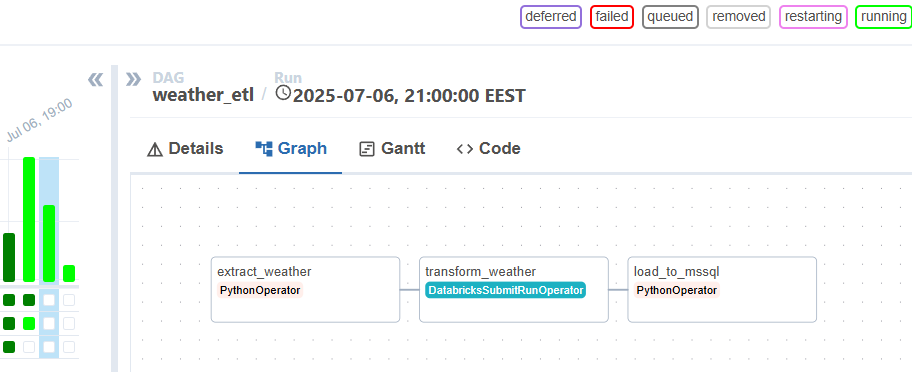 deferred failed queued removed restarting running
Jul 06, 19:00
DAG Run
weather_etl / 2025-07-06, 21:00:00 EEST
Details Graph Gantt Code
extract_weather transform_weather load_to_mssql
PythonOperator DatabricksSubmitRunOperator PythonOperator